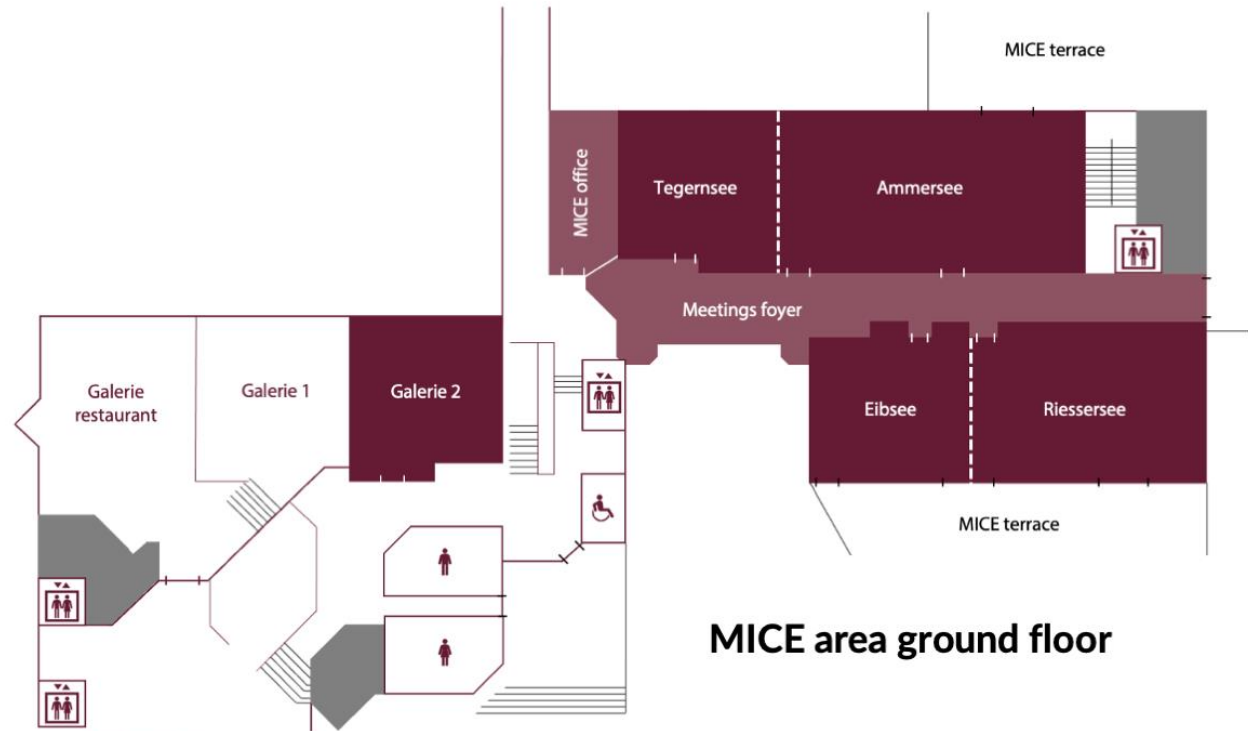 MICE terrace
MICE office
Tegernsee
Ammersee
Meetings foyer
Galerie
restaurant
Galerie 1
Galerie 2
Eibsee
Riessersee
MICE terrace
MICE area ground floor